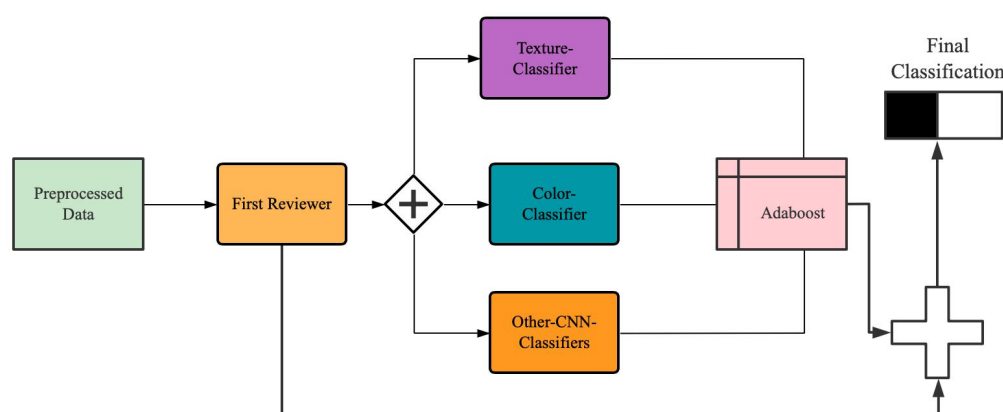 Texture-
Classifier
Final
Classification
Preprocessed
Data
First Reviewer
Color-
Classifier
Adaboost
Other-CNN-
Classifiers